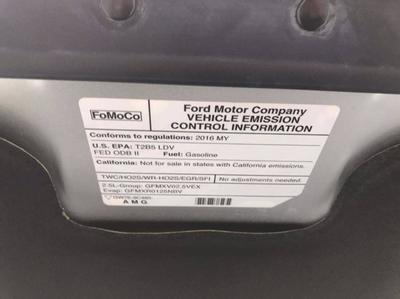 FoMoCo
Ford Motor Company
VEHICLE EMISSION
CONTROL INFORMATION
Conforms to regulations: 2016 MY
U.S. EPA: T2B5 LDV
FED OBD II Fuel: Gasoline
California: Not for sale in states with California emissions.
TWC/HO2S/WR-HO2S/EGR/SFI No adjustments needed.
2.5L-Group: GFMXV02.5VEX
Evap: GFMXR0125NBV
AMG